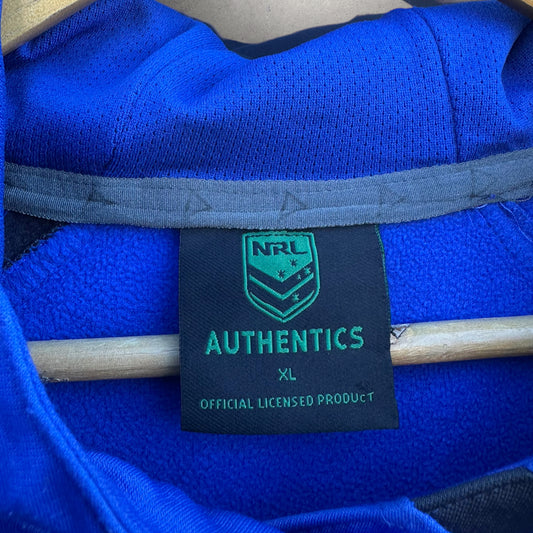 NRL
AUTHENTICS
XL
OFFICIAL LICENSED PRODUCT